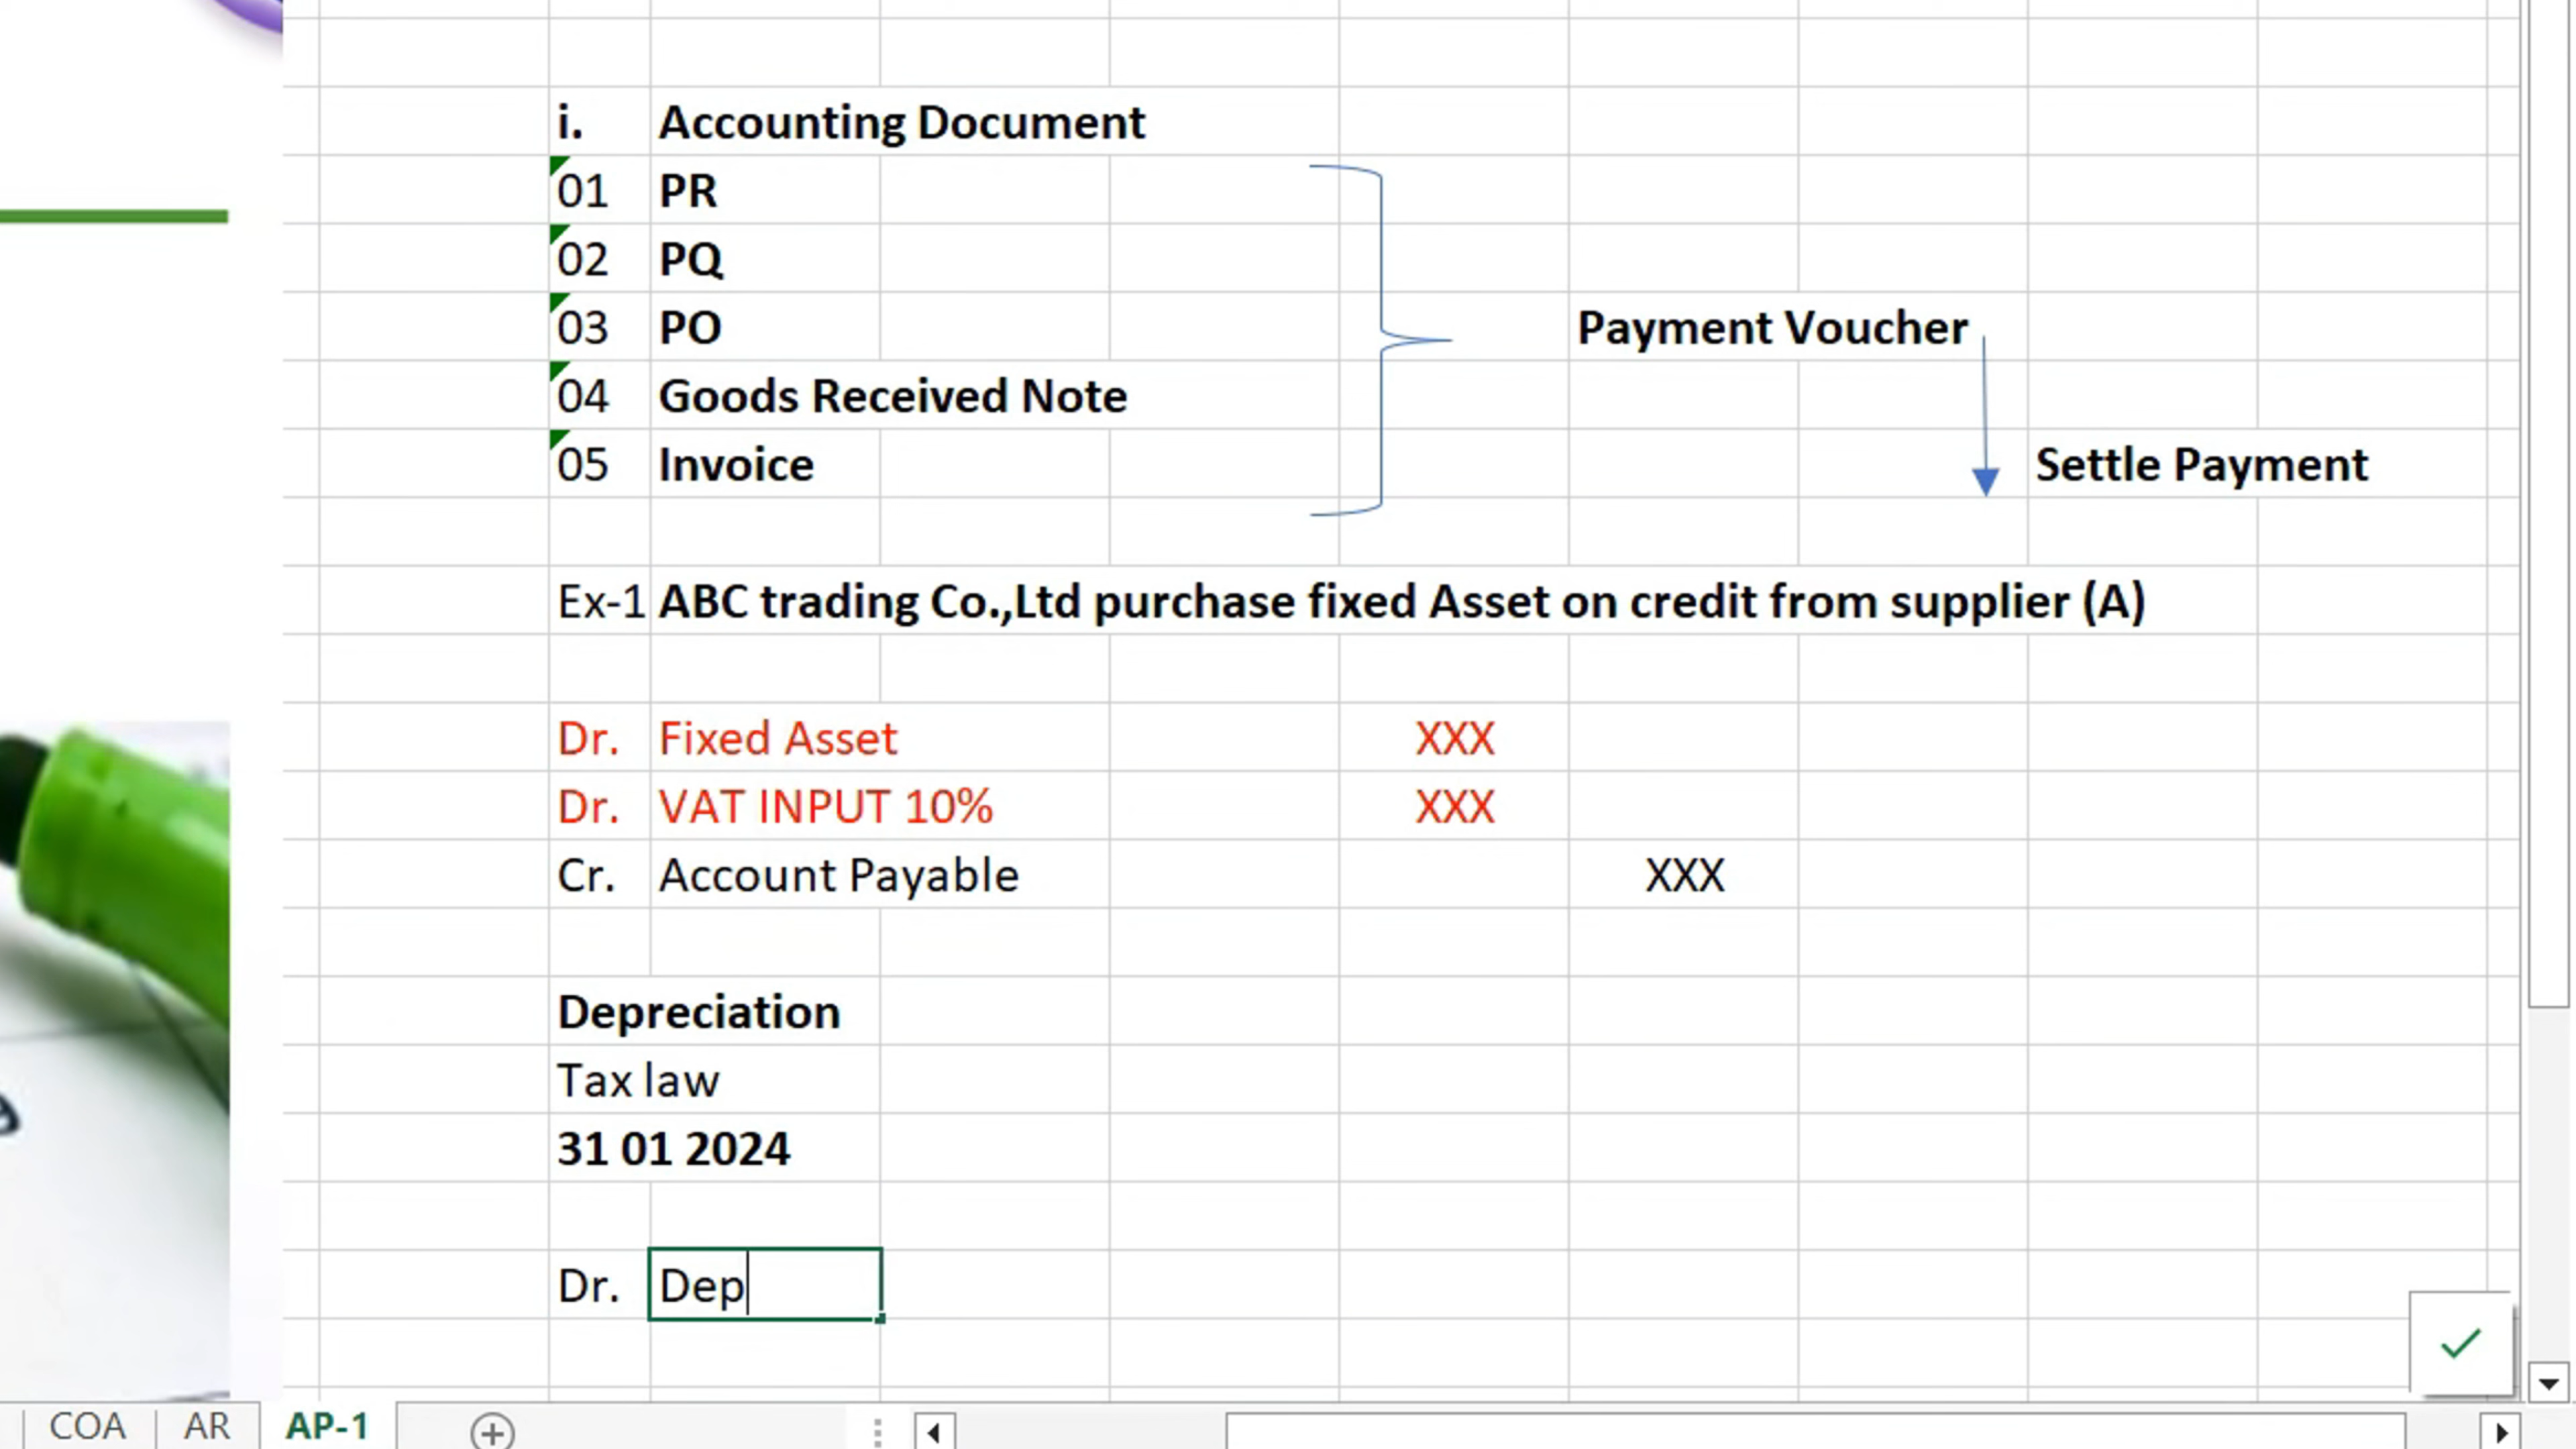 i. Accounting Document
01 PR
02 PQ
03 PO
Payment Voucher
04 Goods Received Note
05 Invoice
Settle Payment
Ex-1 ABC trading Co.,Ltd purchase fixed Asset on credit from supplier (A)
Dr. Fixed Asset XXX
Dr. VAT INPUT 10% XXX
Cr. Account Payable XXX
Depreciation
Tax law
31 01 2024
Dr. Dep
COA AR AP-1